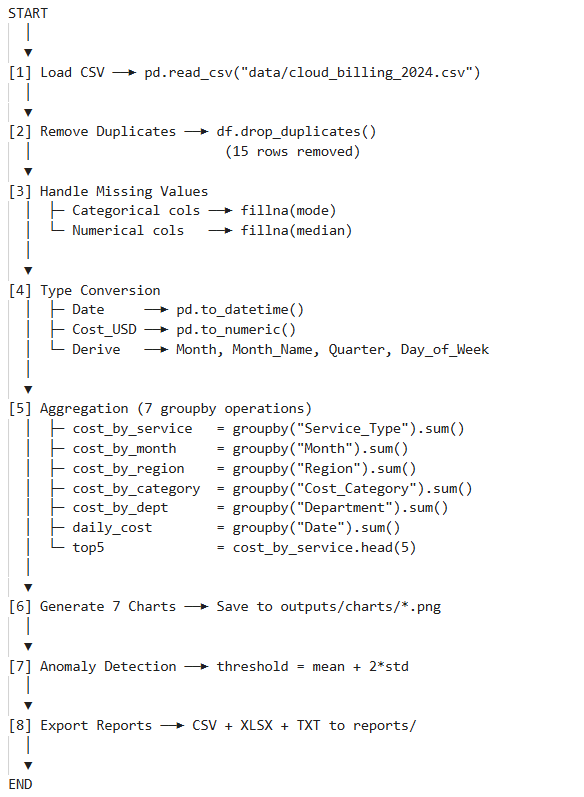 START
[1] Load CSV ──► pd.read_csv("data/cloud_billing_2024.csv")
[2] Remove Duplicates ──► df.drop_duplicates()
(15 rows removed)
[3] Handle Missing Values
├─ Categorical cols ──► fillna(mode)
└─ Numerical cols ──► fillna(median)
[4] Type Conversion
├─ Date ──► pd.to_datetime()
├─ Cost_USD ──► pd.to_numeric()
└─ Derive ──► Month, Month_Name, Quarter, Day_of_Week
[5] Aggregation (7 groupby operations)
├─ cost_by_service = groupby("Service_Type").sum()
├─ cost_by_month = groupby("Month").sum()
├─ cost_by_region = groupby("Region").sum()
├─ cost_by_category = groupby("Cost_Category").sum()
├─ cost_by_dept = groupby("Department").sum()
├─ daily_cost = groupby("Date").sum()
└─ top5 = cost_by_service.head(5)
[6] Generate 7 Charts ──► Save to outputs/charts/*.png
[7] Anomaly Detection ──► threshold = mean + 2*std
[8] Export Reports ──► CSV + XLSX + TXT to reports/
END